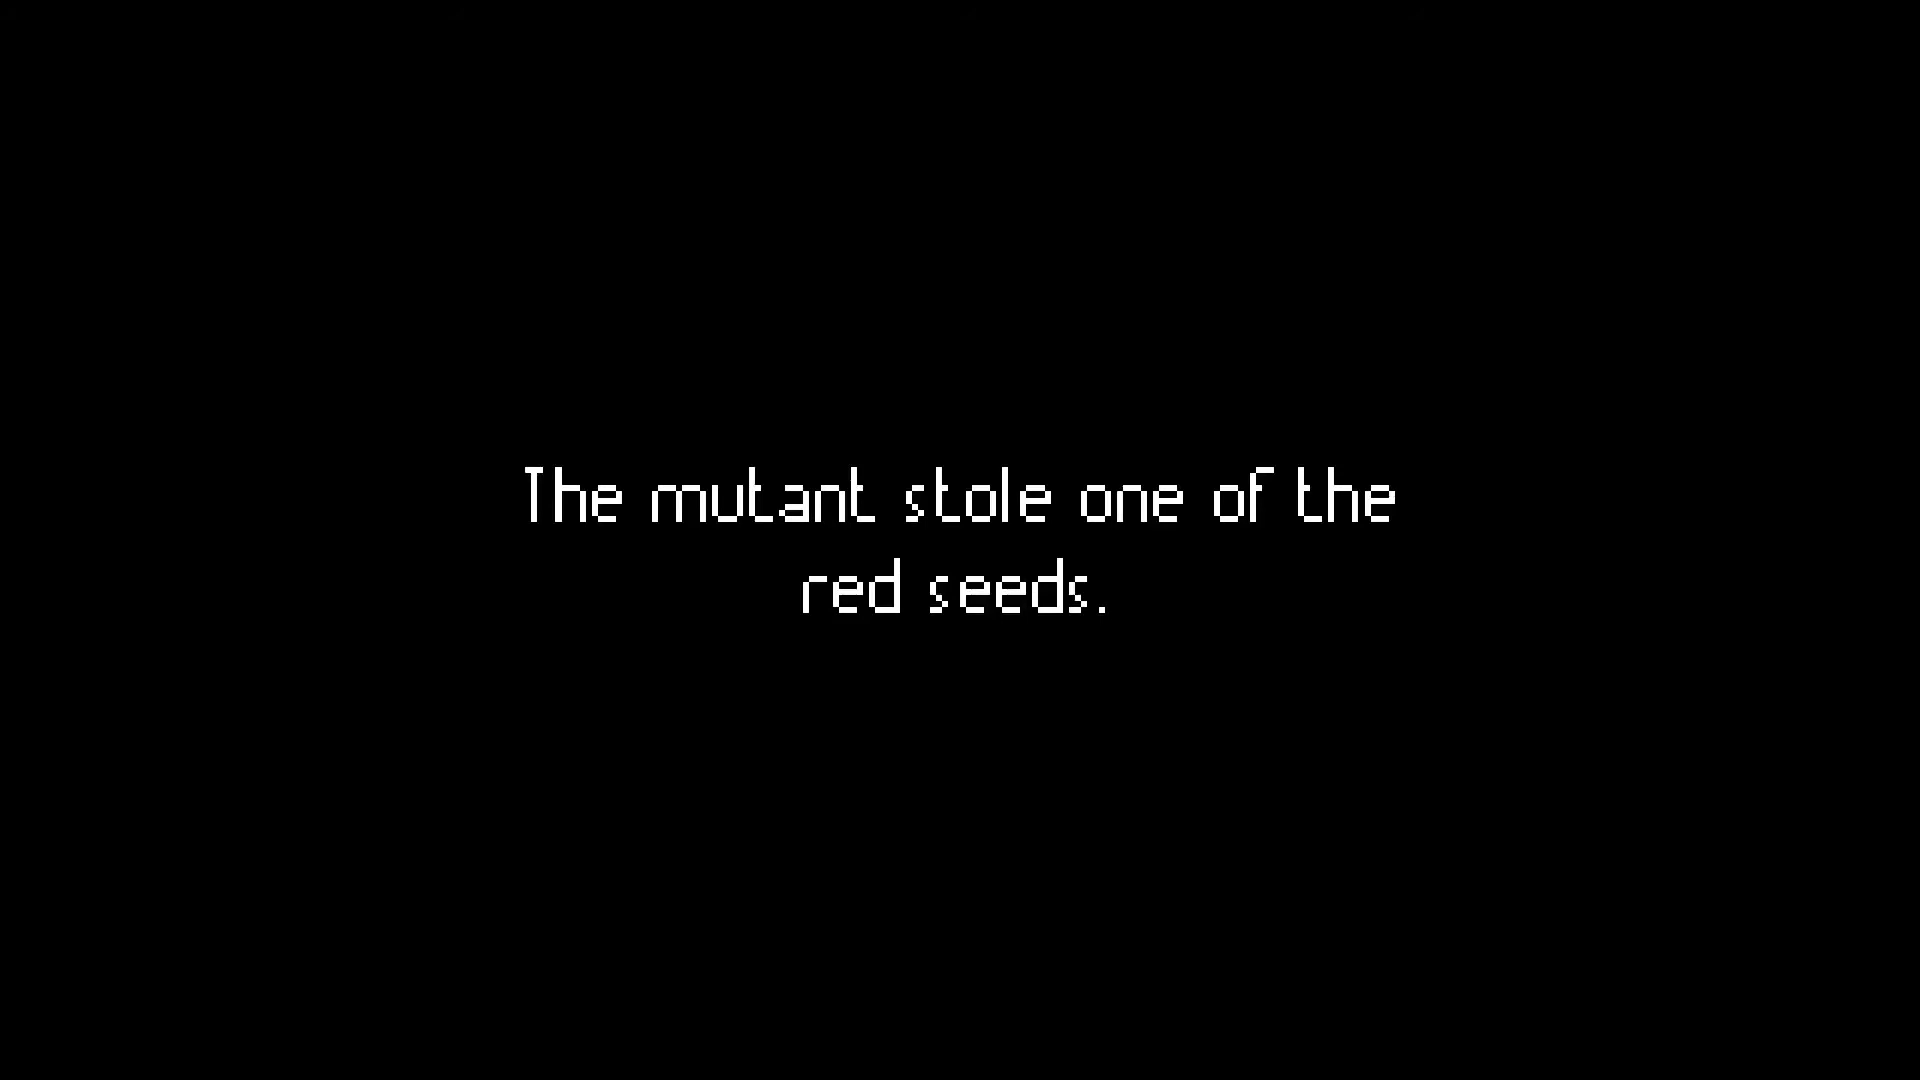 The mutant stole one of the
red seeds.